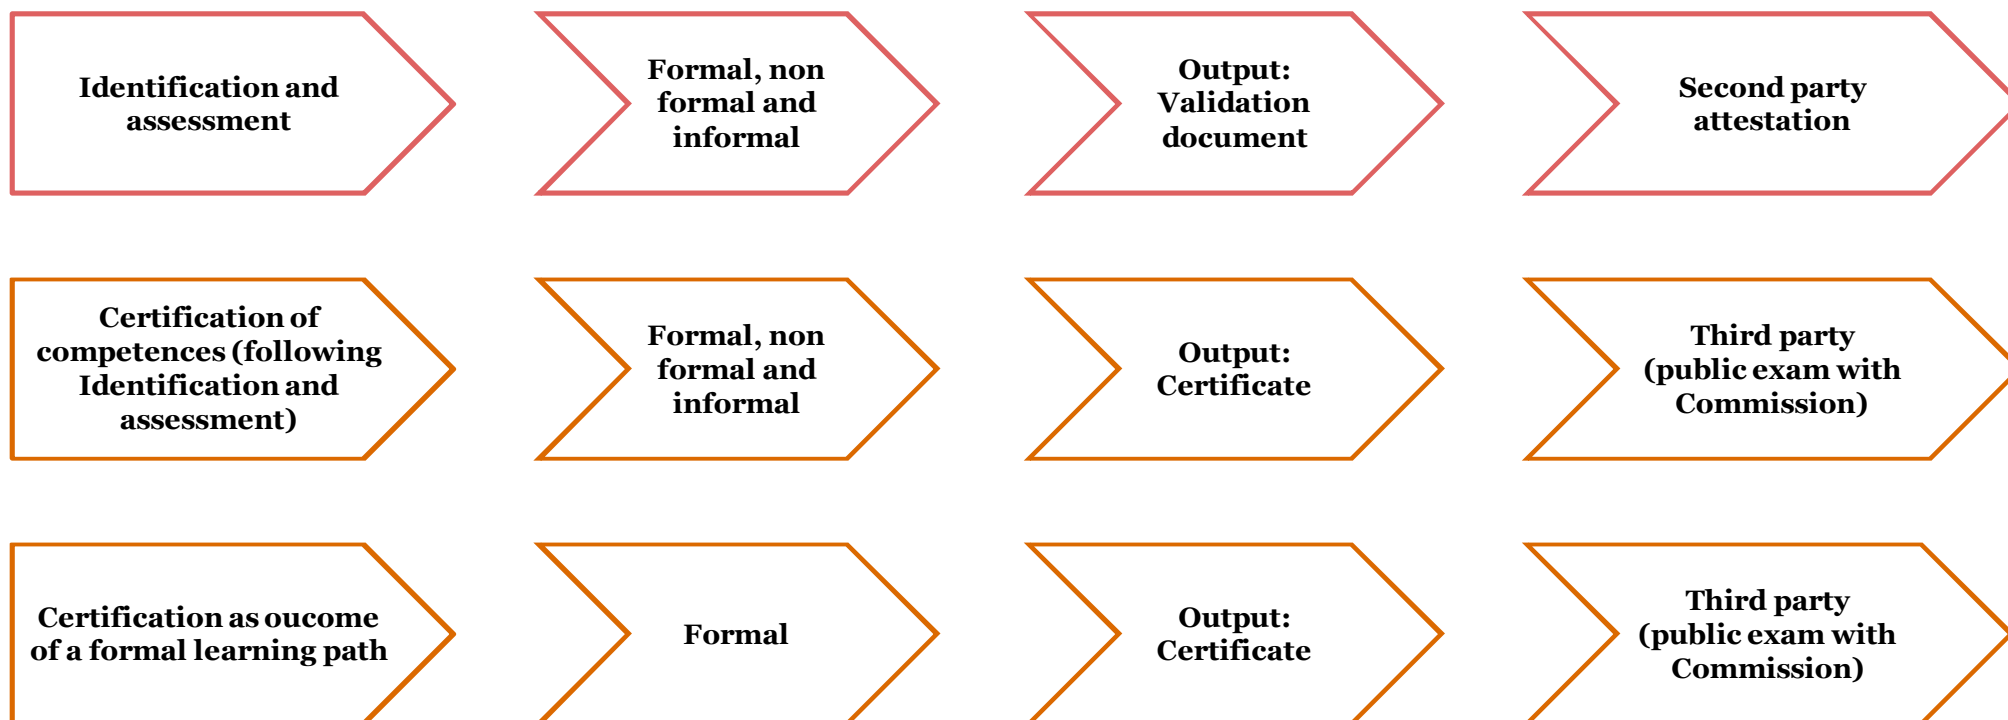 Identification and
assessment
Formal, non
formal and
informal
Output:
Validation
document
Second party
attestation
Certification of
competences (following
Identification and
assessment)
Formal, non
formal and
informal
Output:
Certificate
Third party
(public exam with
Commission)
Certification as oucome
of a formal learning path
Formal
Output:
Certificate
Third party
(public exam with
Commission)